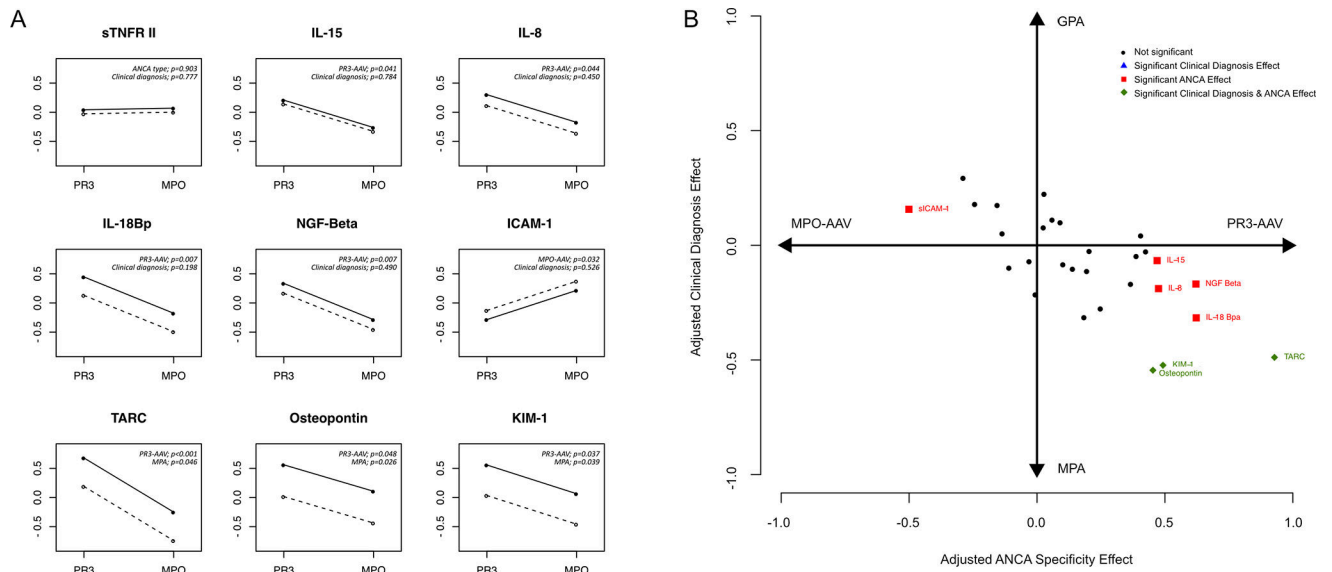 A
sTNFR II
ANCA type; p=0.903
Clinical diagnosis; p=0.777
0.5
0.0
- 0.5
PR3
MPO
IL-15
PR3-AAV; p=0.041
Clinical diagnosis; p=0.784
0.5
0.0
- 0.5
PR3
MPO
IL-8
PR3-AAV; p=0.044
Clinical diagnosis; p=0.450
0.5
0.0
- 0.5
PR3
MPO
IL-18Bp
PR3-AAV; p=0.007
Clinical diagnosis; p=0.198
0.5
0.0
- 0.5
PR3
MPO
NGF-Beta
PR3-AAV; p=0.007
Clinical diagnosis; p=0.490
0.5
0.0
- 0.5
PR3
MPO
ICAM-1
MPO-AAV; p=0.032
Clinical diagnosis; p=0.526
0.5
0.0
- 0.5
PR3
MPO
TARC
PR3-AAV; p<0.001
MPA; p=0.046
0.5
0.0
- 0.5
PR3
MPO
Osteopontin
PR3-AAV; p=0.048
MPA; p=0.026
0.5
0.0
- 0.5
PR3
MPO
KIM-1
PR3-AAV; p=0.037
MPA; p=0.039
0.5
0.0
- 0.5
PR3
MPO
B
GPA
Not significant
Significant Clinical Diagnosis Effect
Significant ANCA Effect
Significant Clinical Diagnosis & ANCA Effect
MPO-AAV
PR3-AAV
sICAM-1
IL-15
NGF Beta
IL-8
IL-18 Bpa
TARC
KIM-1
Osteopontin
MPA
1.0
0.5
0.0
-0.5
-1.0
Adjusted Clinical Diagnosis Effect
-1.0
-0.5
0.0
0.5
1.0
Adjusted ANCA Specificity Effect